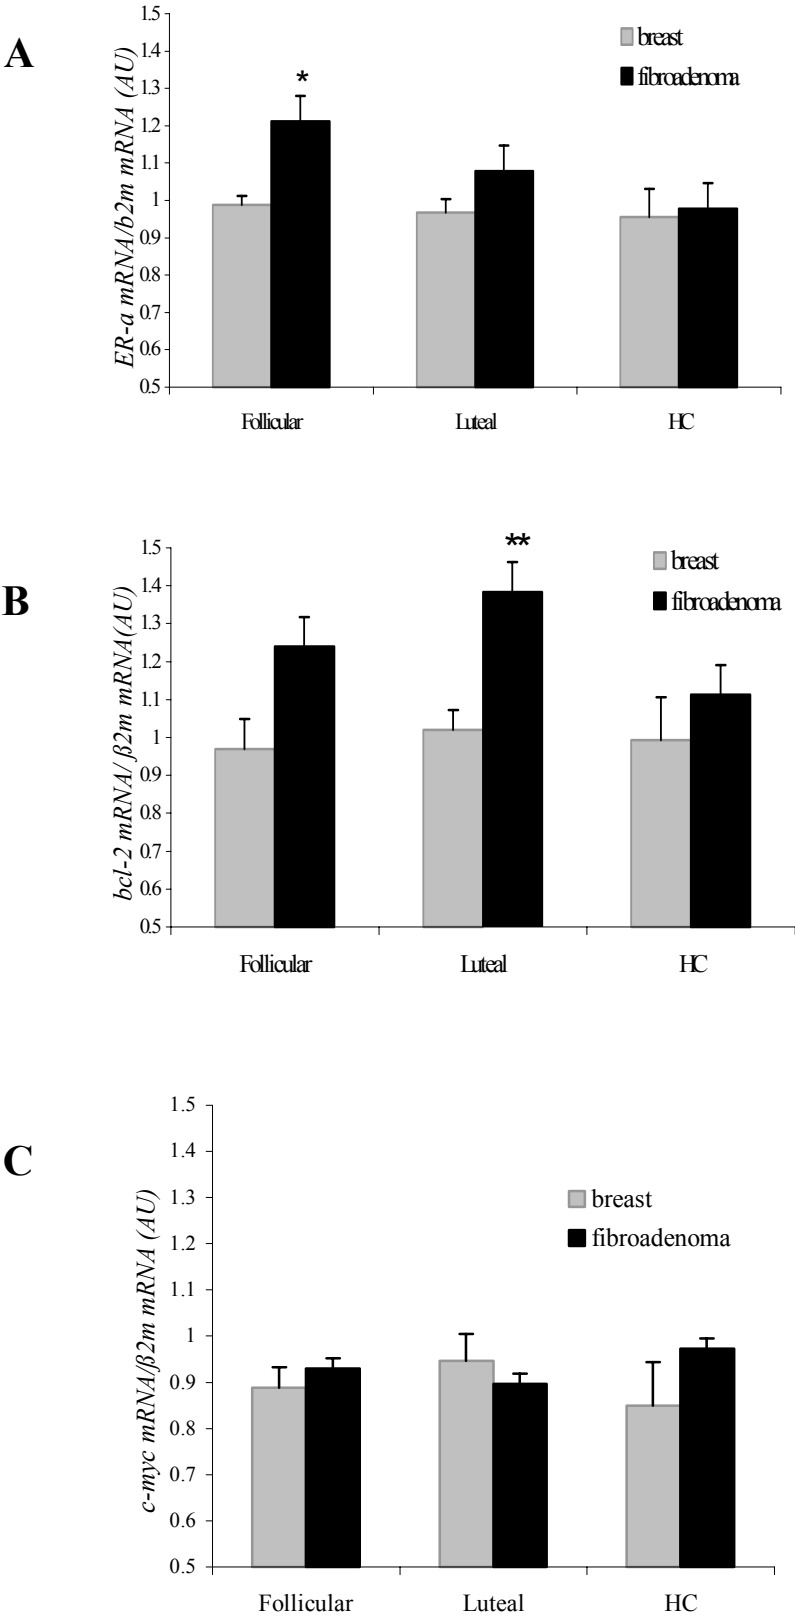 A
ER-a mRNA/b2m mRNA (AU)
1.5
1.4
1.3
1.2
1.1
1
0.9
0.8
0.7
0.6
0.5
*
breast
fibroadenoma
Follicular Luteal HC
B
bcl-2 mRNA/ β2m mRNA(AU)
1.5
1.4
1.3
1.2
1.1
1
0.9
0.8
0.7
0.6
0.5
**
breast
fibroadenoma
Follicular Luteal HC
C
c-myc mRNA/β2m mRNA (AU)
1.5
1.4
1.3
1.2
1.1
1
0.9
0.8
0.7
0.6
0.5
breast
fibroadenoma
Follicular Luteal HC